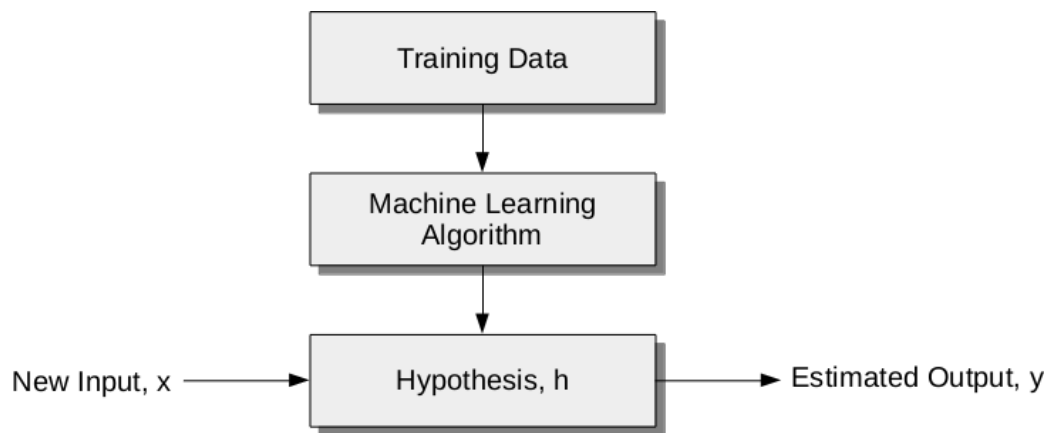 Training Data
Machine Learning
Algorithm
New Input, x
Hypothesis, h
Estimated Output, y